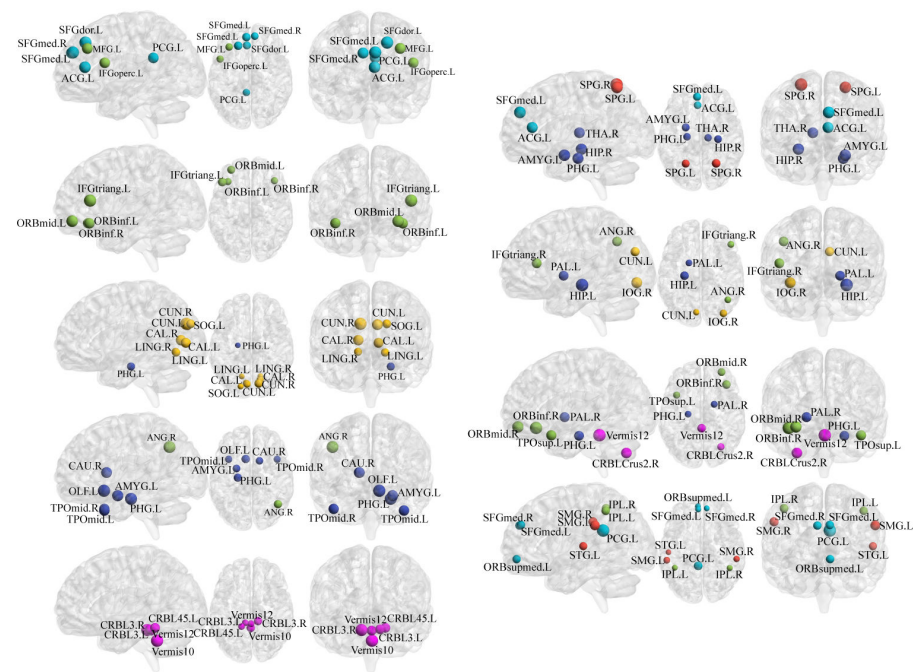 SFGdor.L
SFGmed.R
MFG.L
SFGmed.L
IFGoperc.L
ACG.L
PCG.L
SFGmed.L
SFGmed.R
SFGmed.L
MFG.L
SFGdor.L
IFGoperc.L
PCG.L
SFGdor.L
SFGmed.L
MFG.L
SFGmed.R
PCG.L
IFGoperc.L
ACG.L
IFGtriang.L
ORBmid.L
ORBinf.L
ORBinf.R
ORBmid.L
IFGtriang.L
ORBinf.R
ORBinf.L
IFGtriang.L
ORBmid.L
ORBinf.R
ORBinf.L
CUN.R
CUN.L
SOG.L
CAL.R
CAL.L
LING.R
LING.L
PHG.L
PHG.L
LING.L
LING.R
CAL.L
CAL.R
SOG.L
CUN.L
CUN.R
CUN.L
CUN.R
SOG.L
CAL.R
CAL.L
LING.R
LING.L
PHG.L
ANG.R
CAU.R
OLF.L
AMYG.L
PHG.L
TPOmid.R
TPOmid.L
OLF.L
CAU.R
TPOmid.L
TPOmid.R
AMYG.L
PHG.L
ANG.R
ANG.R
CAU.R
OLF.L
AMYG.L
PHG.L
TPOmid.R
TPOmid.L
CRBL3.R
CRBL45.L
CRBL3.L
Vermis12
Vermis10
Vermis12
CRBL3.L
CRBL3.R
CRBL45.L
Vermis10
Vermis12
CRBL45.L
CRBL3.R
CRBL3.L
Vermis10
SPG.R
SPG.L
SFGmed.L
ACG.L
THA.R
AMYG.L
HIP.R
PHG.L
SFGmed.L
ACG.L
AMYG.L
PHG.L
THA.R
HIP.R
SPG.L
SPG.R
SPG.R
SPG.L
SFGmed.L
THA.R
ACG.L
HIP.R
AMYG.L
PHG.L
ANG.R
CUN.L
IFGtriang.R
PAL.L
HIP.L
IOG.R
IFGtriang.R
PAL.L
HIP.L
ANG.R
CUN.L
IOG.R
ANG.R
CUN.L
IFGtriang.R
PAL.L
IOG.R
HIP.L
ORBinf.R
PAL.R
ORBmid.R
TPOsup.L
PHG.L
Vermis12
CRBLCrus2.R
ORBmid.R
ORBinf.R
TPOsup.L
PHG.L
PAL.R
Vermis12
CRBLCrus2.R
ORBmid.R
PAL.R
PHG.L
ORBinf.R
Vermis12
TPOsup.L
CRBLCrus2.R
IPL.R
SMG.R
IPL.L
SMG.L
SFGmed.R
SFGmed.L
PCG.L
STG.L
ORBsupmed.L
ORBsupmed.L
SFGmed.L
SFGmed.R
STG.L
SMG.L
PCG.L
SMG.R
IPL.L
IPL.R
IPL.R
IPL.L
SFGmed.R
SFGmed.L
SMG.R
SMG.L
PCG.L
STG.L
ORBsupmed.L